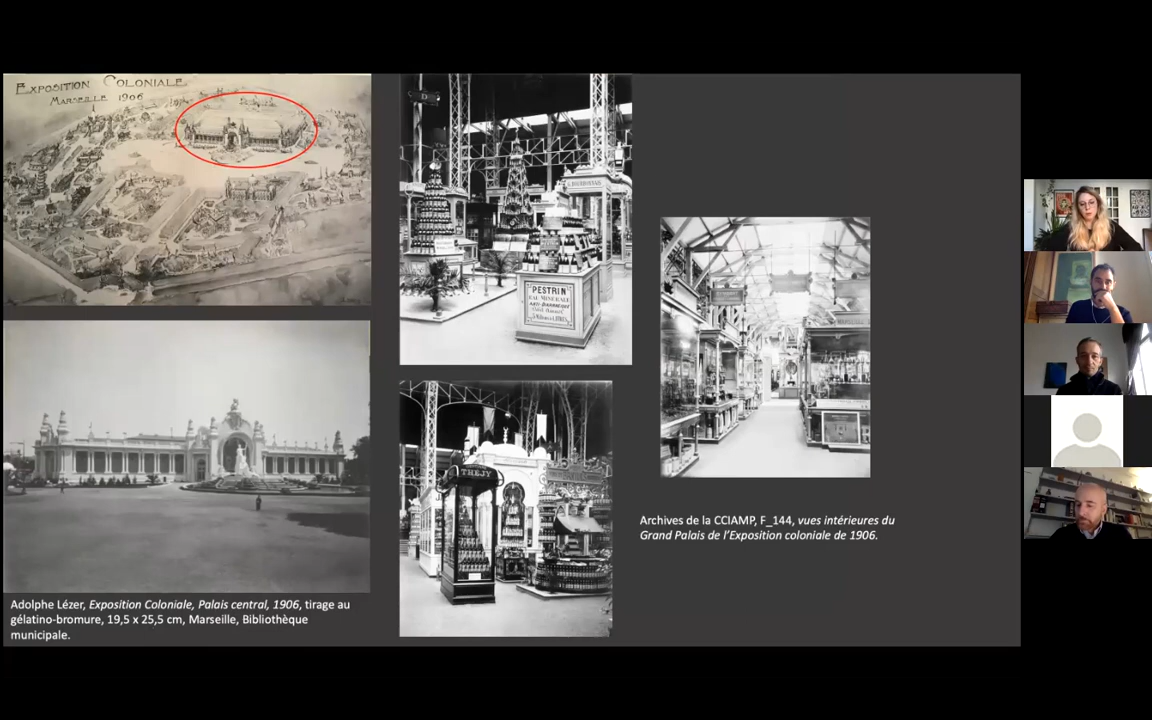 EXPOSITION COLONIALE
MARSEILLE 1906
D
PESTRIN
EAU MINERALE
THEJY
Adolphe Lézer, Exposition Coloniale, Palais central, 1906, tirage au
gélatino-bromure, 19,5 x 25,5 cm, Marseille, Bibliothèque
municipale.
Archives de la CCIAMP, F_144, vues intérieures du
Grand Palais de l’Exposition coloniale de 1906.